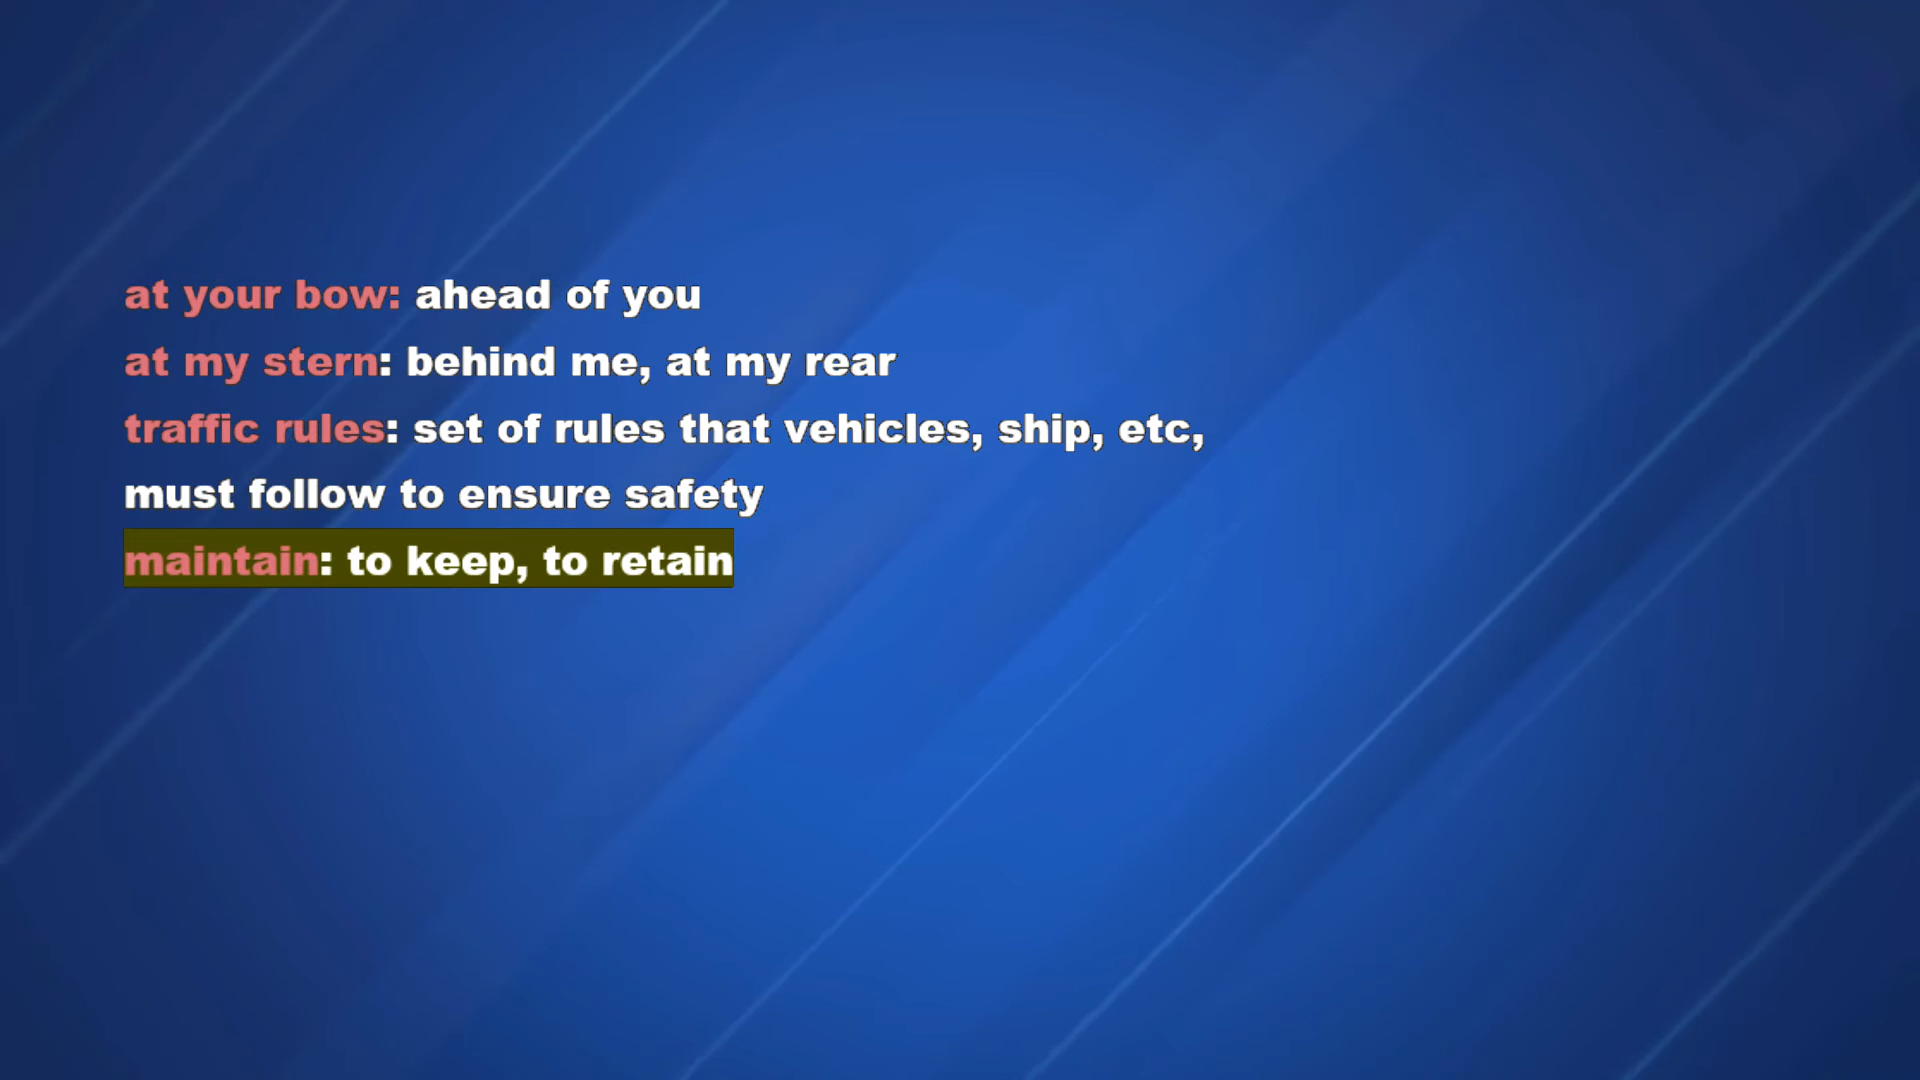 at your bow: ahead of you
at my stern: behind me, at my rear
traffic rules: set of rules that vehicles, ship, etc,
must follow to ensure safety
maintain: to keep, to retain